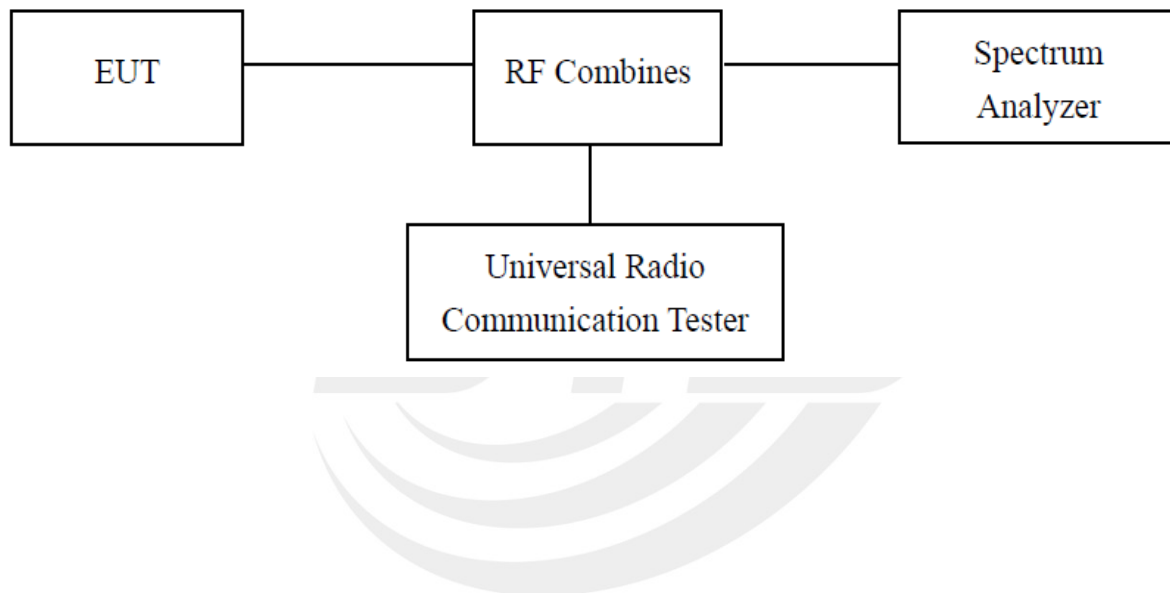 EUT
RF Combines
Spectrum
Analyzer
Universal Radio
Communication Tester